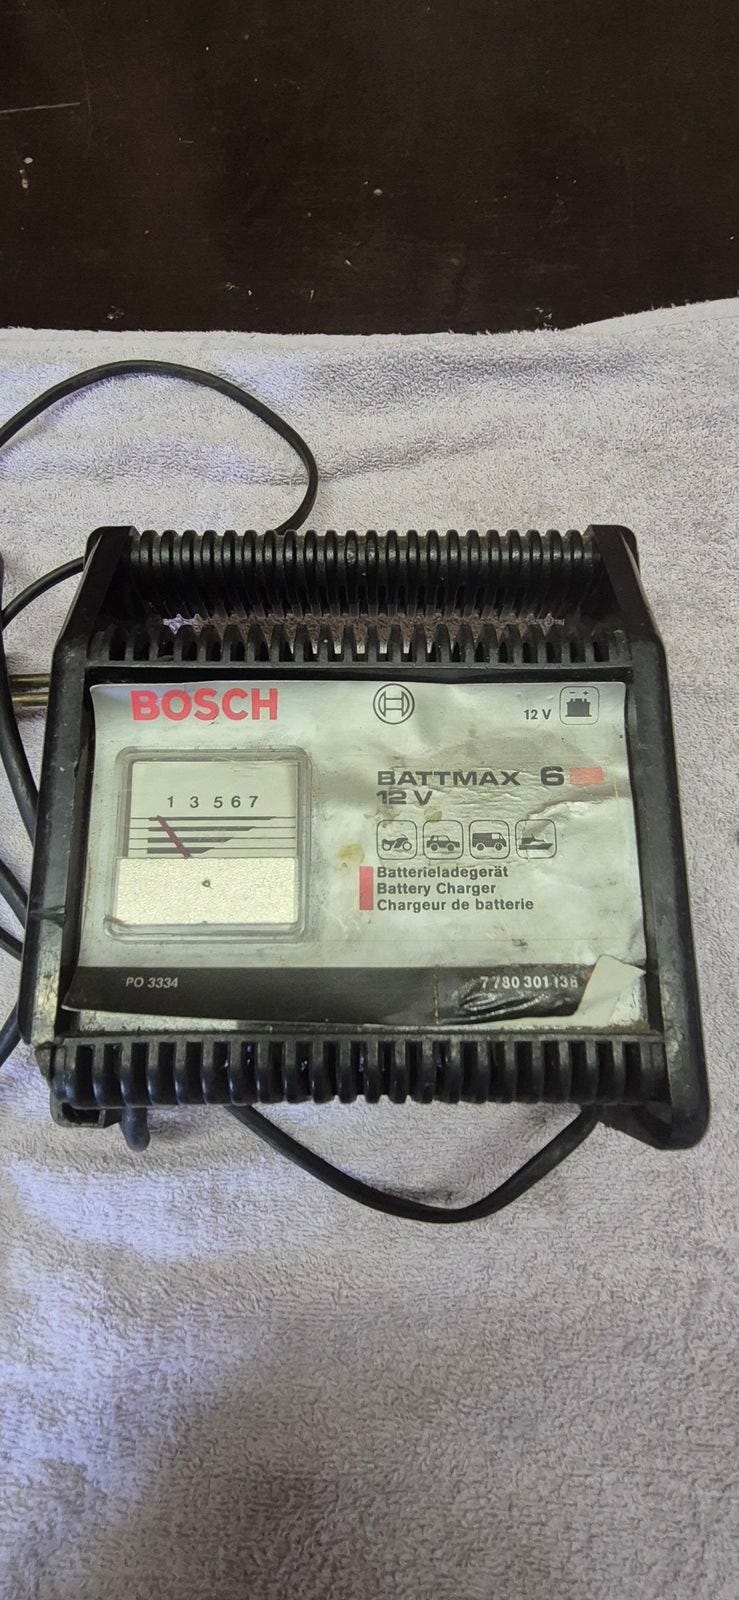 BOSCH
12 V
- +
1 3 5 6 7
BATTMAX 6
12 V
Batterieladegerät
Battery Charger
Chargeur de batterie
PO 3334
7 780 301 138